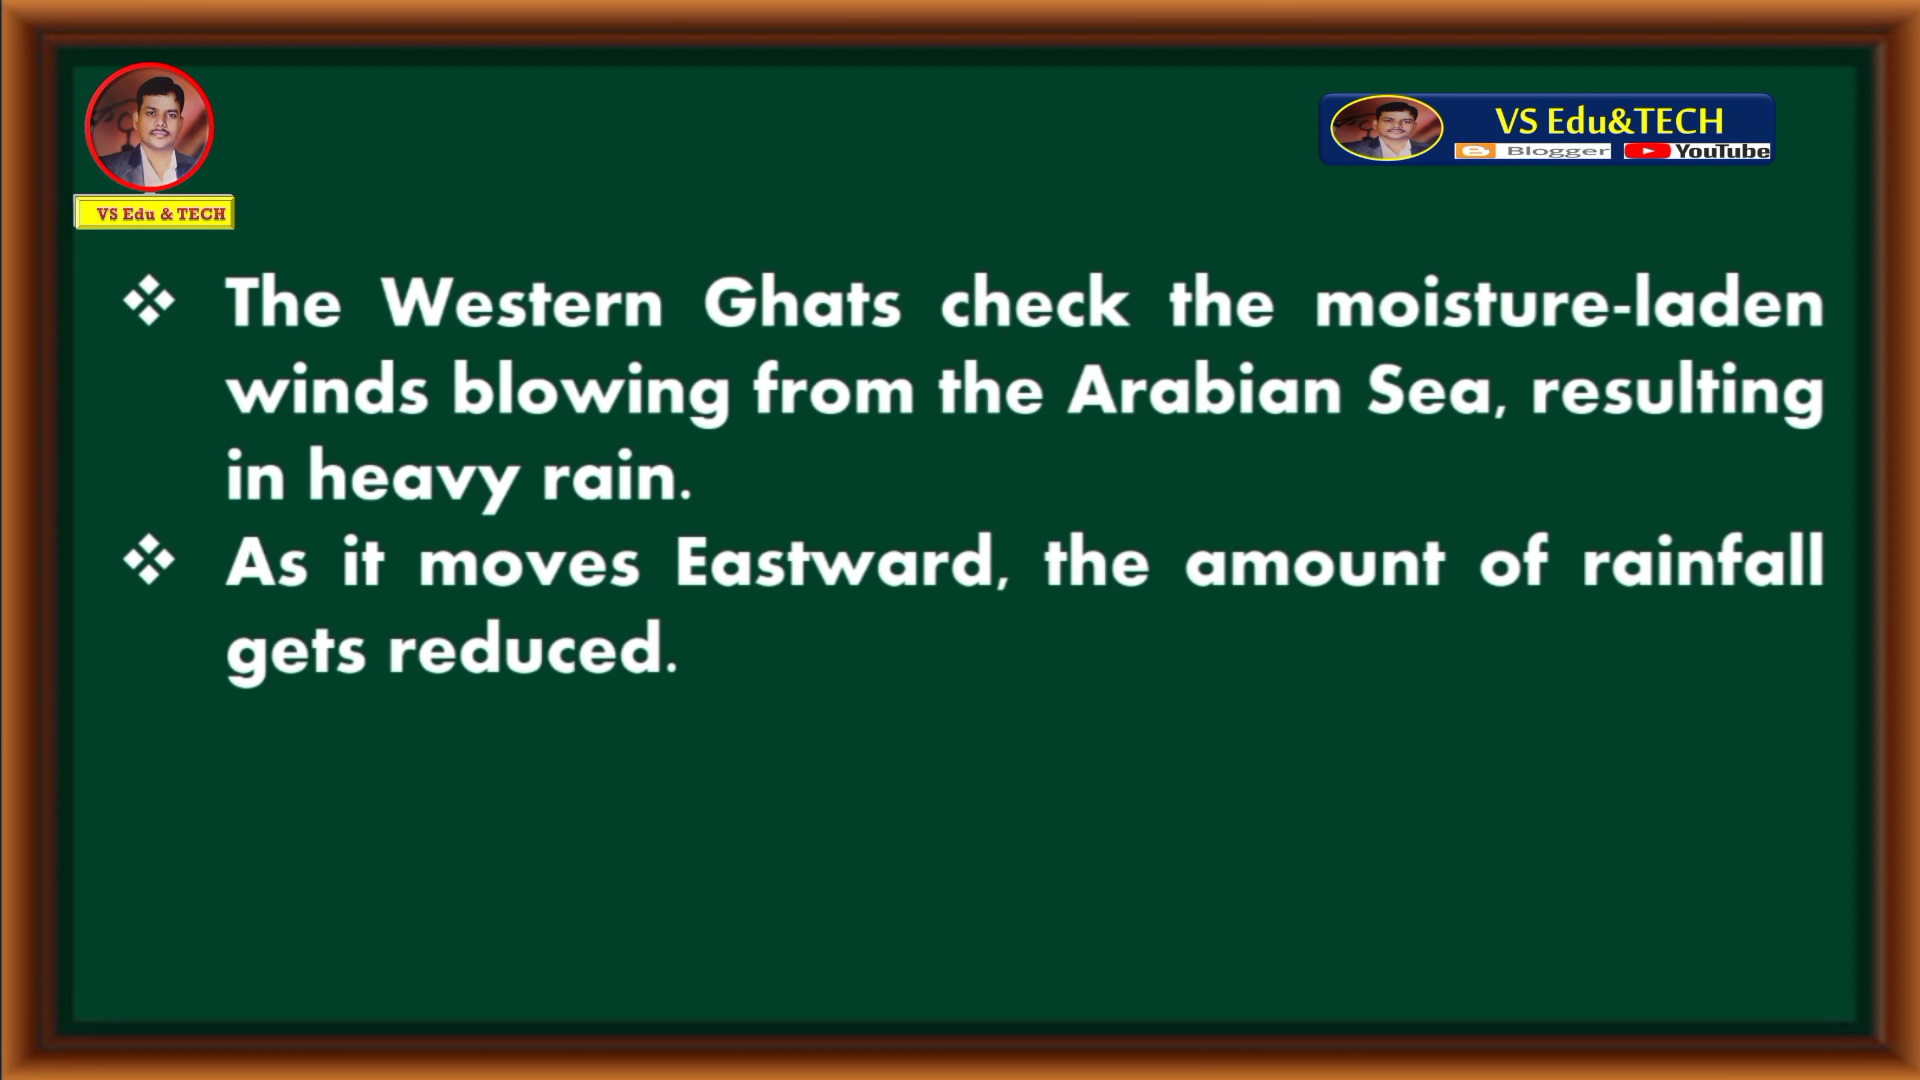 VS Edu&TECH
Blogger YouTube
VS Edu & TECH
❖ The Western Ghats check the moisture-laden
winds blowing from the Arabian Sea, resulting
in heavy rain.
❖ As it moves Eastward, the amount of rainfall
gets reduced.